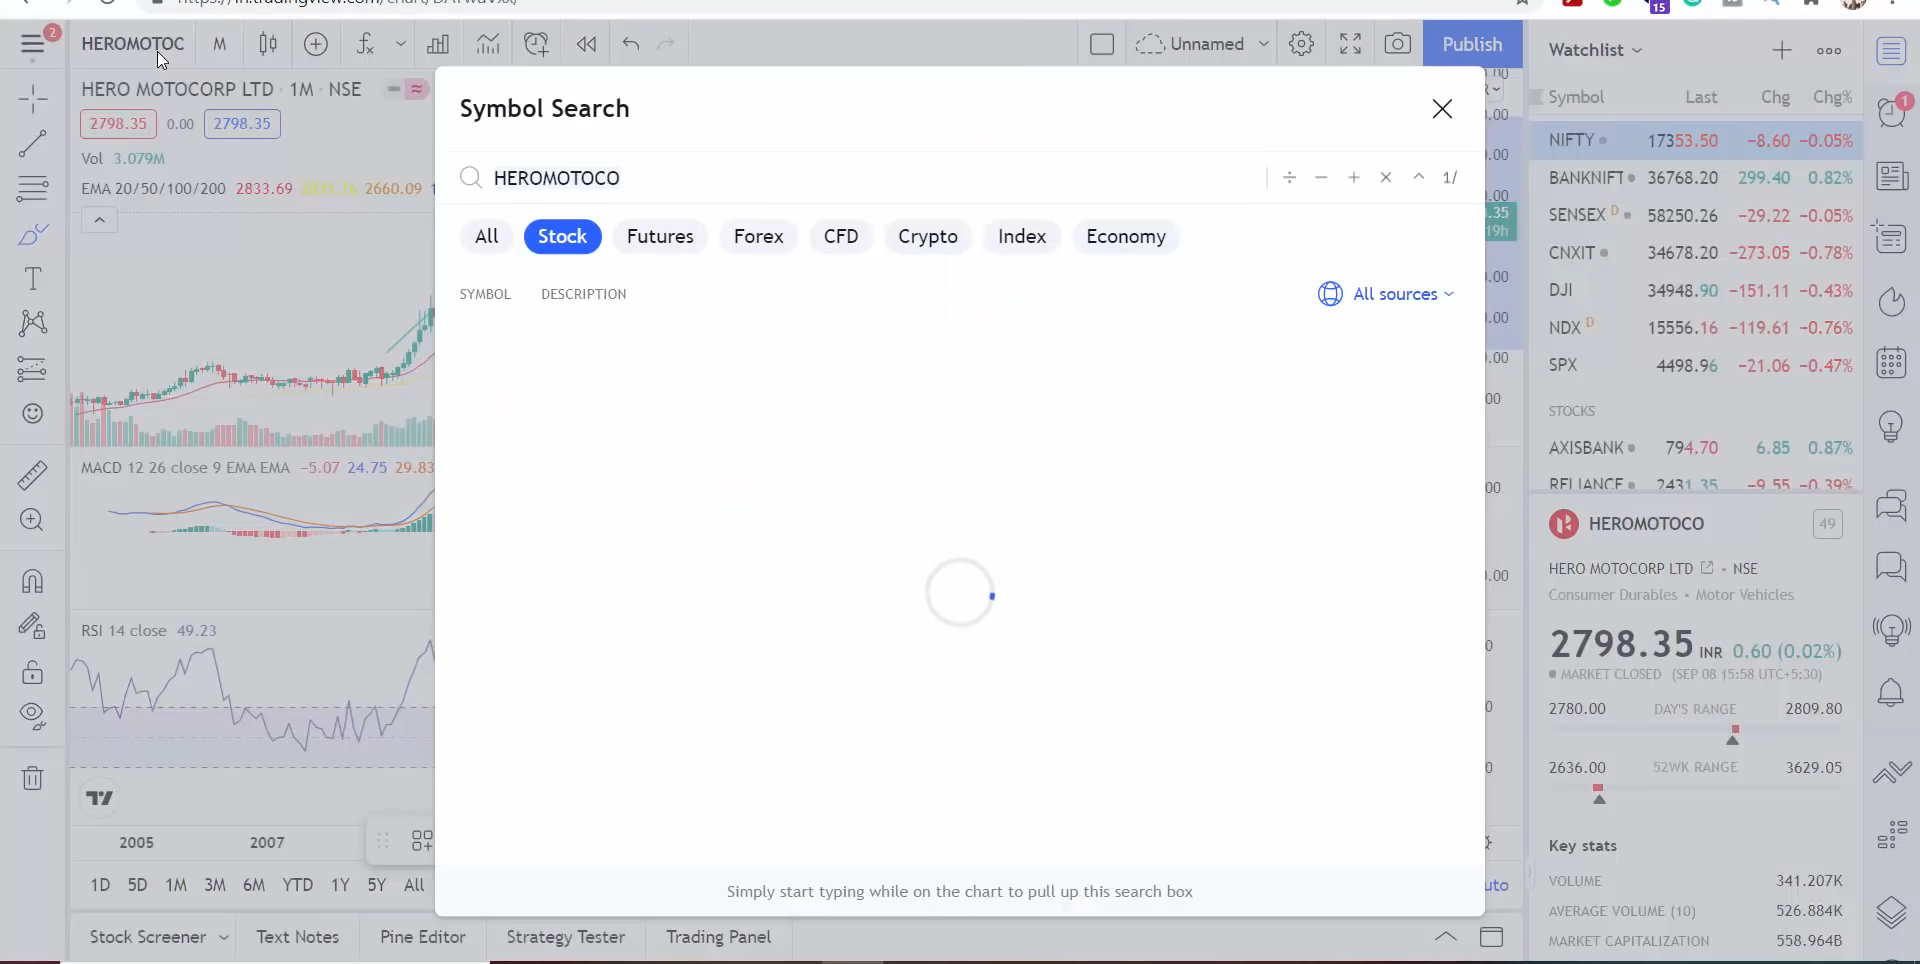 HEROMOTOC M Unnamed Publish
2
15
HERO MOTOCORP LTD · 1M · NSE
2798.35 0.00 2798.35
Vol 3.079M
EMA 20/50/100/200 2833.69 2660.09
MACD 12 26 close 9 EMA EMA −5.07 24.75 29.83
RSI 14 close 49.23
2005 2007
1D 5D 1M 3M 6M YTD 1Y 5Y All
Stock Screener Text Notes Pine Editor Strategy Tester Trading Panel
Symbol Search
HEROMOTOCO ÷ − + × ^ 1/
All Stock Futures Forex CFD Crypto Index Economy
SYMBOL DESCRIPTION All sources
Simply start typing while on the chart to pull up this search box
Watchlist
Symbol Last Chg Chg%
NIFTY 17353.50 −8.60 −0.05%
BANKNIFT 36768.20 299.40 0.82%
SENSEX D 58250.26 −29.22 −0.05%
CNXIT 34678.20 −273.05 −0.78%
DJI 34948.90 −151.11 −0.43%
NDX D 15556.16 −119.61 −0.76%
SPX 4498.96 −21.06 −0.47%
STOCKS
AXISBANK 794.70 6.85 0.87%
RELIANCE 2431.35 −9.55 −0.39%
HEROMOTOCO 49
HERO MOTOCORP LTD • NSE
Consumer Durables • Motor Vehicles
2798.35 INR 0.60 (0.02%)
MARKET CLOSED (SEP 08 15:58 UTC+5:30)
2780.00 DAY'S RANGE 2809.80
2636.00 52WK RANGE 3629.05
Key stats
VOLUME 341.207K
AVERAGE VOLUME (10) 526.884K
MARKET CAPITALIZATION 558.964B
1